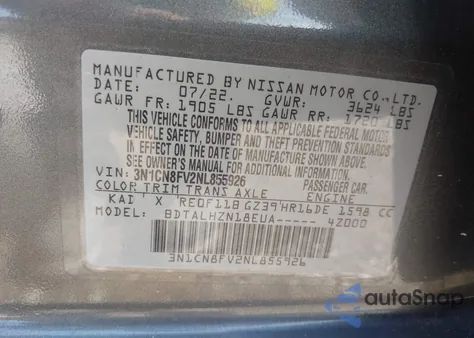 MANUFACTURED BY NISSAN MOTOR CO.,LTD.
DATE: 07/22. GVWR: 3624 LBS
GAWR FR: 1905 LBS GAWR RR: 1720 LBS
THIS VEHICLE CONFORMS TO ALL APPLICABLE FEDERAL MOTOR
VEHICLE SAFETY, BUMPER AND THEFT PREVENTION STANDARDS
IN EFFECT ON THE DATE OF MANUFACTURE SHOWN ABOVE.
SEE OWNER'S MANUAL FOR ADDITIONAL INFORMATION
VIN: 3N1CN8FV2NL855926 PASSENGER CAR.
COLOR TRIM TRANS AXLE ENGINE
KAD X RE0F11B GZ39 HR16DE 1598 CC
MODEL: BDTALHZN18EUA----- 4Z000
3N1CN8FV2NL855926
autoSnap